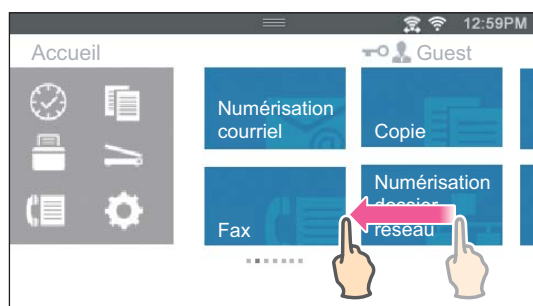 12:59PM
Accueil
Guest
Numérisation
courriel
Copie
Fax
Numérisation
dossier
réseau